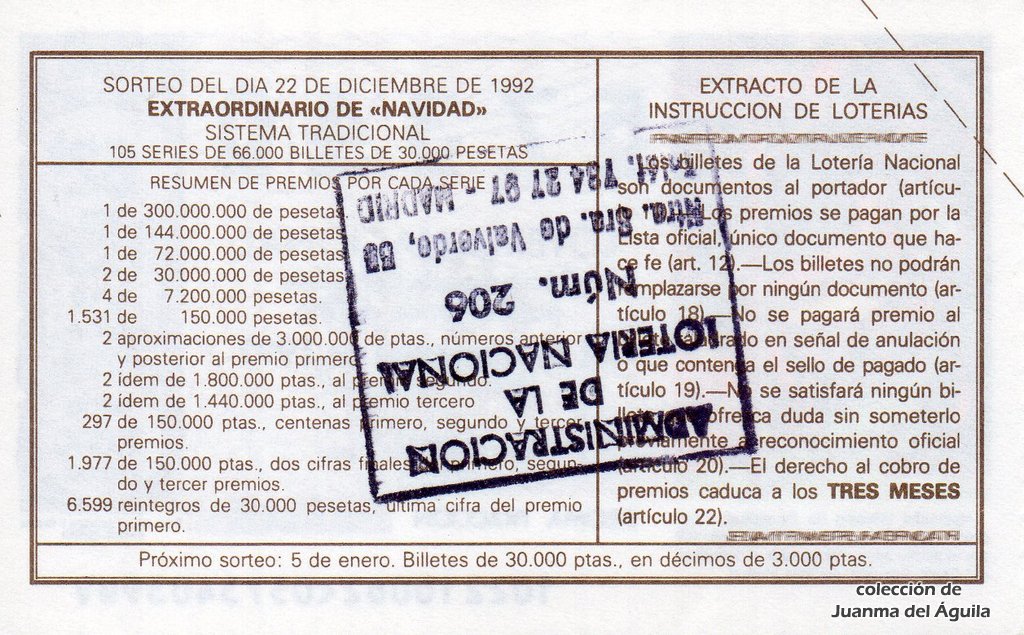 SORTEO DEL DIA 22 DE DICIEMBRE DE 1992
EXTRAORDINARIO DE «NAVIDAD»
SISTEMA TRADICIONAL
105 SERIES DE 66.000 BILLETES DE 30.000 PESETAS
RESUMEN DE PREMIOS POR CADA SERIE
1 de 300.000.000 de pesetas.
1 de 144.000.000 de pesetas.
1 de 72.000.000 de pesetas.
2 de 30.000.000 de pesetas.
4 de 7.200.000 pesetas.
1.531 de 150.000 pesetas.
2 aproximaciones de 3.000.000 de ptas., números anterior
y posterior al premio primero
2 ídem de 1.800.000 ptas., al premio segundo.
2 ídem de 1.440.000 ptas., al premio tercero
297 de 150.000 ptas., centenas primero, segundo y tercer
premios.
1.977 de 150.000 ptas., dos cifras finales del primero, segun-
do y tercer premios.
6.599 reintegros de 30.000 pesetas, última cifra del premio
primero.
EXTRACTO DE LA
INSTRUCCION DE LOTERIAS
Los billetes de la Lotería Nacional
son documentos al portador (artícu-
Los premios se pagan por la
Lista oficial, único documento que ha-
ce fe (art. 12).—Los billetes no podrán
remplazarse por ningún documento (ar-
tículo 18).—No se pagará premio al
en señal de anulación
o que contenga el sello de pagado (ar-
tículo 19).—No se satisfará ningún bi-
llete que ofrezca duda sin someterlo
previamente a reconocimiento oficial
(artículo 20).—El derecho al cobro de
premios caduca a los TRES MESES
(artículo 22).
Próximo sorteo: 5 de enero. Billetes de 30.000 ptas., en décimos de 3.000 ptas.
ADMINISTRACION
DE LA
LOTERIA NACIONAL
Núm. 206
Ntra. Sra. de Valverde,
734 27 97 - MADRID
colección de
Juanma del Águila